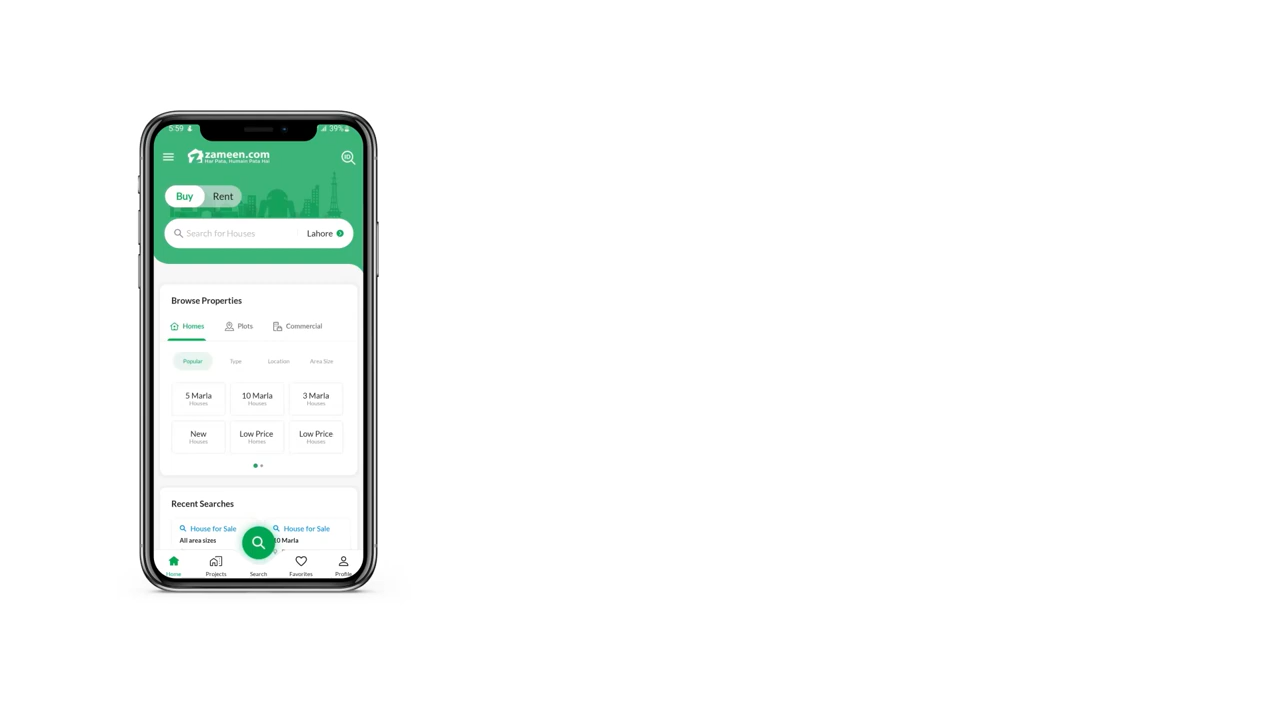 5:59
39%
zameen.com
Har Pata, Humein Pata Hai
ID
Buy Rent
Search for Houses Lahore
Browse Properties
Homes Plots Commercial
Popular Type Location Area Size
5 Marla 10 Marla 3 Marla
Houses Houses Houses
New Low Price Low Price
Houses Homes Houses
Recent Searches
House for Sale House for Sale
All area sizes 10 Marla
Home Projects Search Favorites Profile